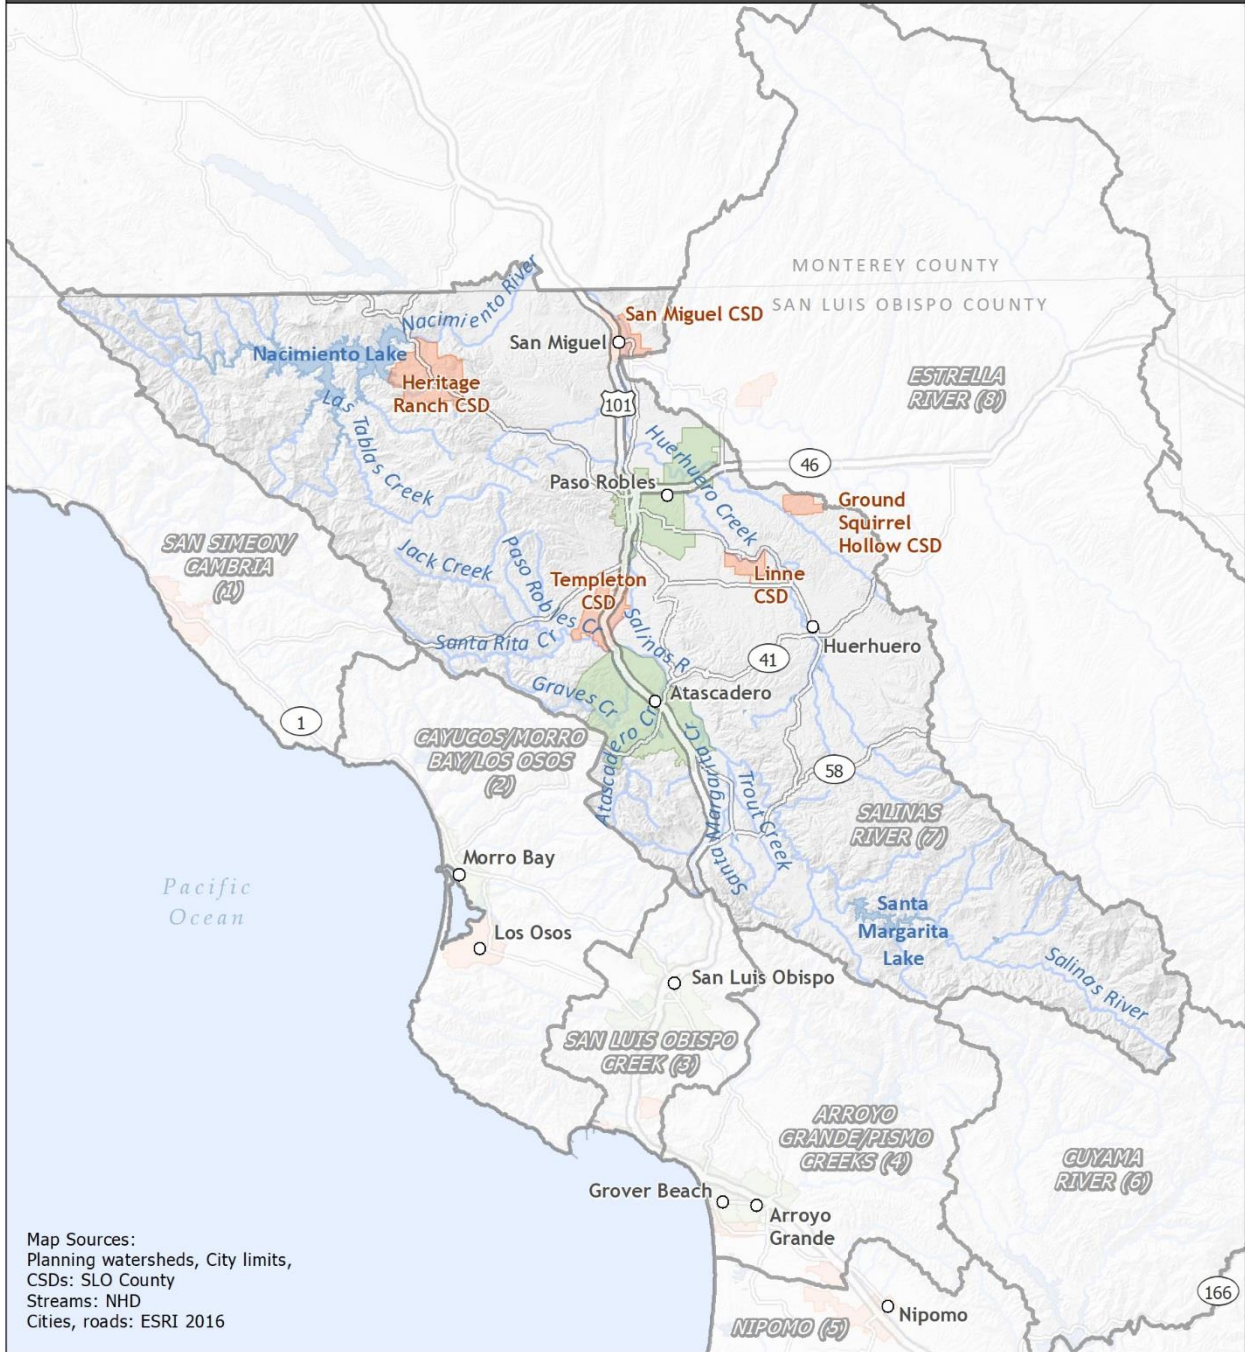 MONTEREY COUNTY
SAN LUIS OBISPO COUNTY
Nacimiento River
San Miguel CSD
San Miguel
Nacimiento Lake
Heritage
Ranch CSD
ESTRELLA
RIVER (8)
101
Las Tablas Creek
Huerhuero Creek
46
Paso Robles
Ground
Squirrel
Hollow CSD
SAN SIMEON/
CAMBRIA
(1)
Jack Creek
Paso Robles Cr
Templeton
CSD
Linne
CSD
Salinas R
Santa Rita Cr
Huerhuero
41
Graves Cr
Atascadero
1
CAYUCOS/MORRO
BAY/LOS OSOS
(2)
Atascadero Cr
Santa Margarita Cr
Trout Creek
58
SALINAS
RIVER (7)
Morro Bay
Pacific
Ocean
Santa
Margarita
Lake
Los Osos
Salinas River
San Luis Obispo
SAN LUIS OBISPO
CREEK (3)
ARROYO
GRANDE/PISMO
CREEKS (4)
CUYAMA
RIVER (6)
Grover Beach
Arroyo
Grande
Map Sources:
Planning watersheds, City limits,
CSDs: SLO County
Streams: NHD
Cities, roads: ESRI 2016
166
Nipomo
NIPOMO (5)